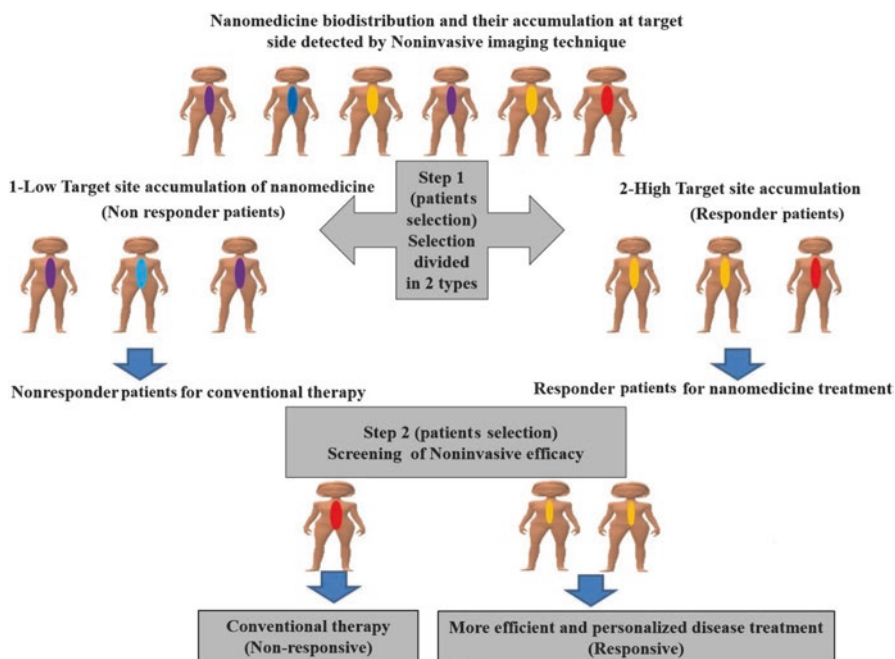 Nanomedicine biodistribution and their accumulation at target
side detected by Noninvasive imaging technique
1-Low Target site accumulation of nanomedicine
(Non responder patients)
Step 1
(patients
selection)
Selection
divided
in 2 types
2-High Target site accumulation
(Responder patients)
Nonresponder patients for conventional therapy
Responder patients for nanomedicine treatment
Step 2 (patients selection)
Screening of Noninvasive efficacy
Conventional therapy
(Non-responsive)
More efficient and personalized disease treatment
(Responsive)